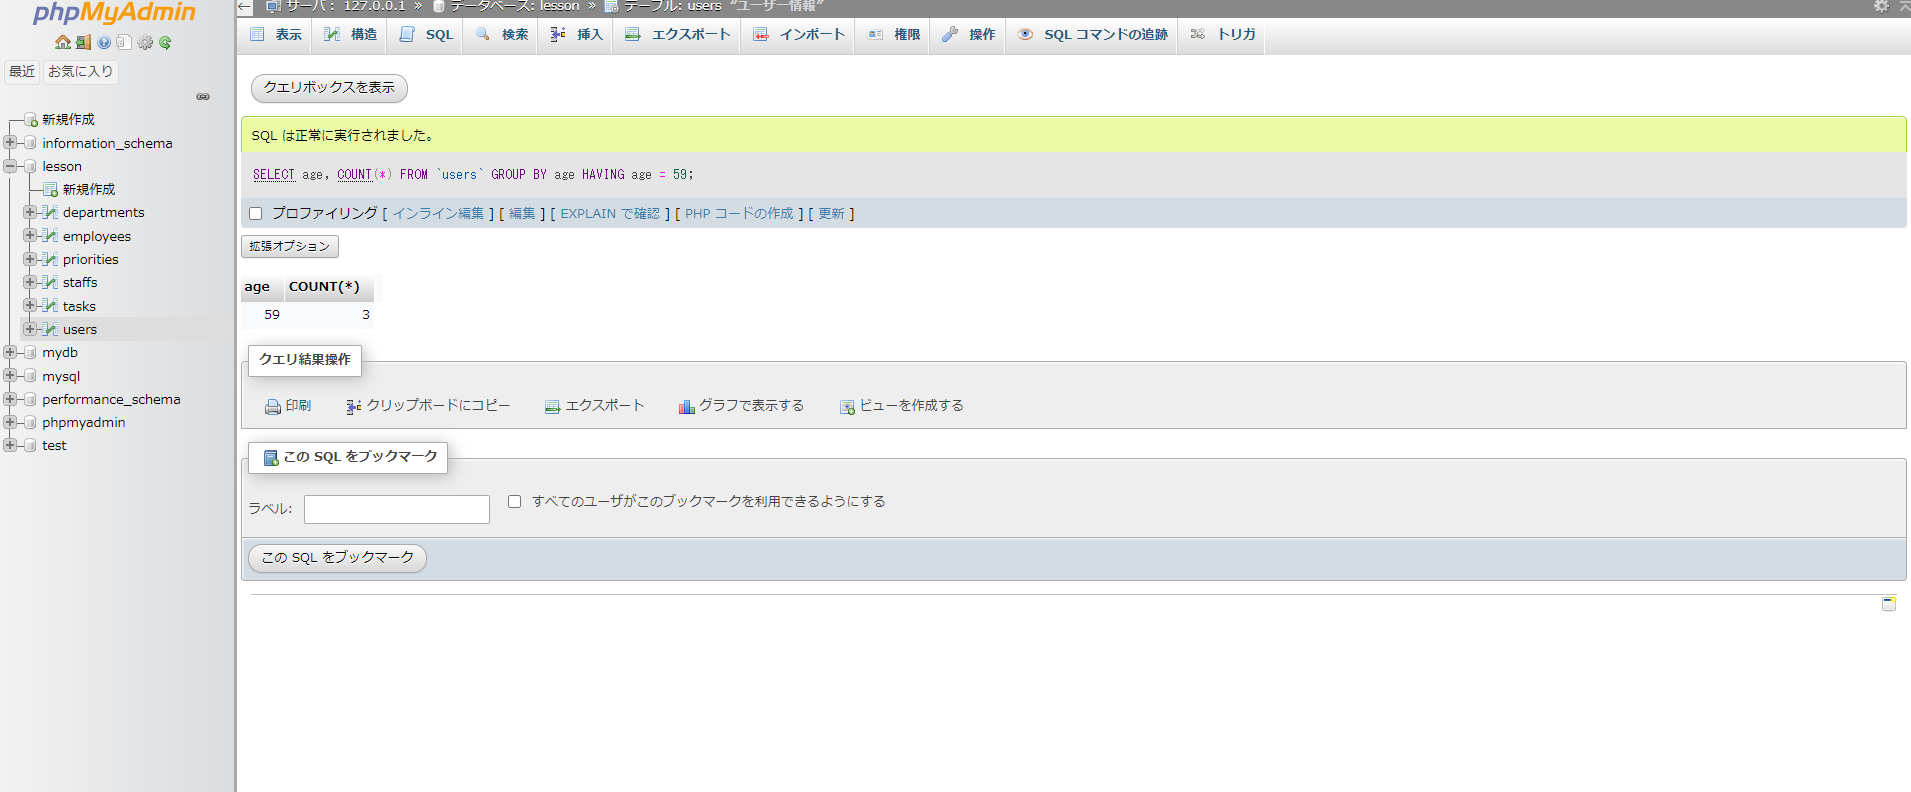 phpMyAdmin
最近 お気に入り
新規作成
information_schema
lesson
新規作成
departments
employees
priorities
staffs
tasks
users
mydb
mysql
performance_schema
phpmyadmin
test
サーバ: 127.0.0.1 » データベース: lesson » テーブル: users "ユーザー情報"
表示 構造 SQL 検索 挿入 エクスポート インポート 権限 操作 SQL コマンドの追跡 トリガ
クエリボックスを表示
SQL は正常に実行されました。
SELECT age, COUNT(*) FROM `users` GROUP BY age HAVING age = 59;
プロファイリング [ インライン編集 ] [ 編集 ] [ EXPLAIN で確認 ] [ PHP コードの作成 ] [ 更新 ]
拡張オプション
age COUNT(*)
59 3
クエリ結果操作
印刷 クリップボードにコピー エクスポート グラフで表示する ビューを作成する
この SQL をブックマーク
ラベル: すべてのユーザがこのブックマークを利用できるようにする
この SQL をブックマーク